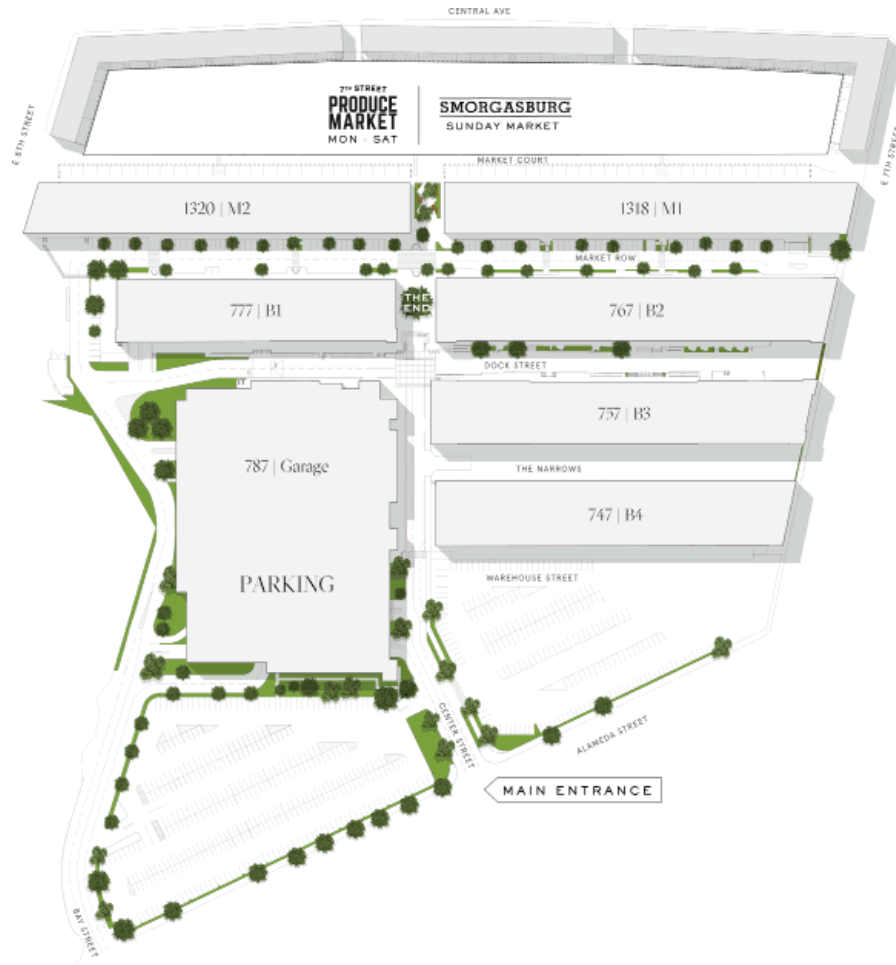 CENTRAL AVE
7TH STREET
PRODUCE
MARKET
MON - SAT
SMORGASBURG
SUNDAY MARKET
E 8TH STREET
E 7TH STREET
MARKET COURT
1320 | M2
1318 | M1
MARKET ROW
777 | B1
THE
END
767 | B2
DOCK STREET
757 | B3
787 | Garage
THE NARROWS
747 | B4
PARKING
WAREHOUSE STREET
CENTER STREET
ALAMEDA STREET
MAIN ENTRANCE
BAY STREET